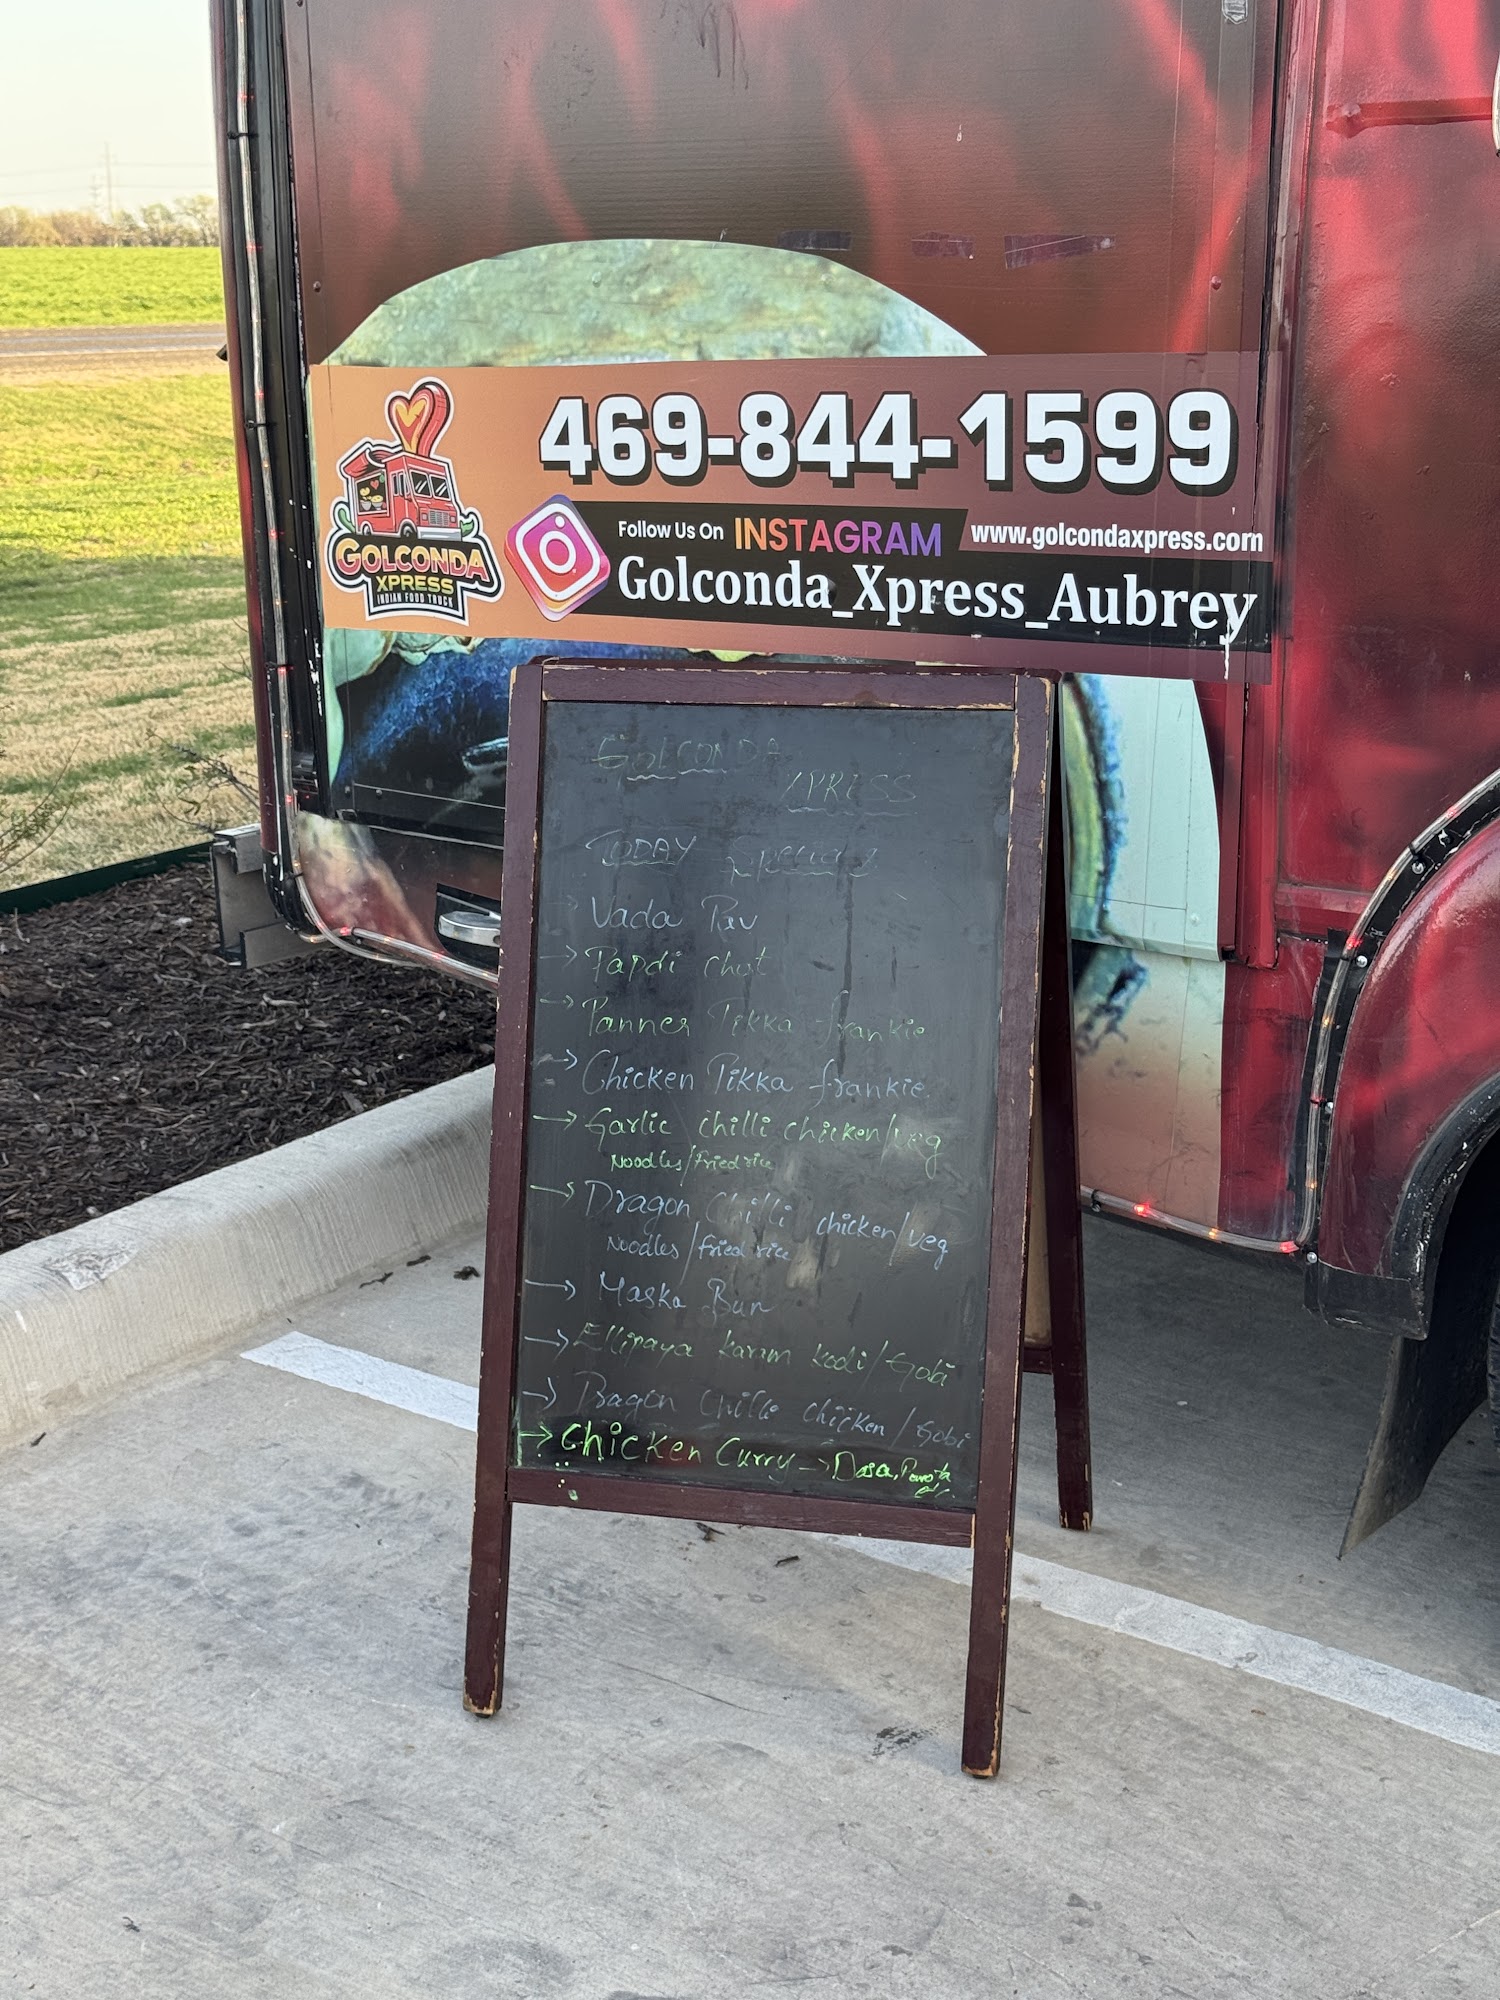 469-844-1599
GOLCONDA
XPRESS
INDIAN FOOD TRUCK
Follow Us On INSTAGRAM
www.golcondaxpress.com
Golconda_Xpress_Aubrey
GOLCONDA
XPRESS
TODAY specials
Vada Pav
→ Papdi chat
→ Panner Tikka frankie
→ Chicken Tikka frankie
→ Garlic chilli chicken/veg
Noodles/Fried rice
→ Dragon Chilli chicken/veg
Noodles/Fried rice
→ Maska Bun
→ Ellipaya karam kodi/Gobi
→ Dragon Chilli chicken/Gobi
→ Chicken Curry → Dosa, Parota
etc.